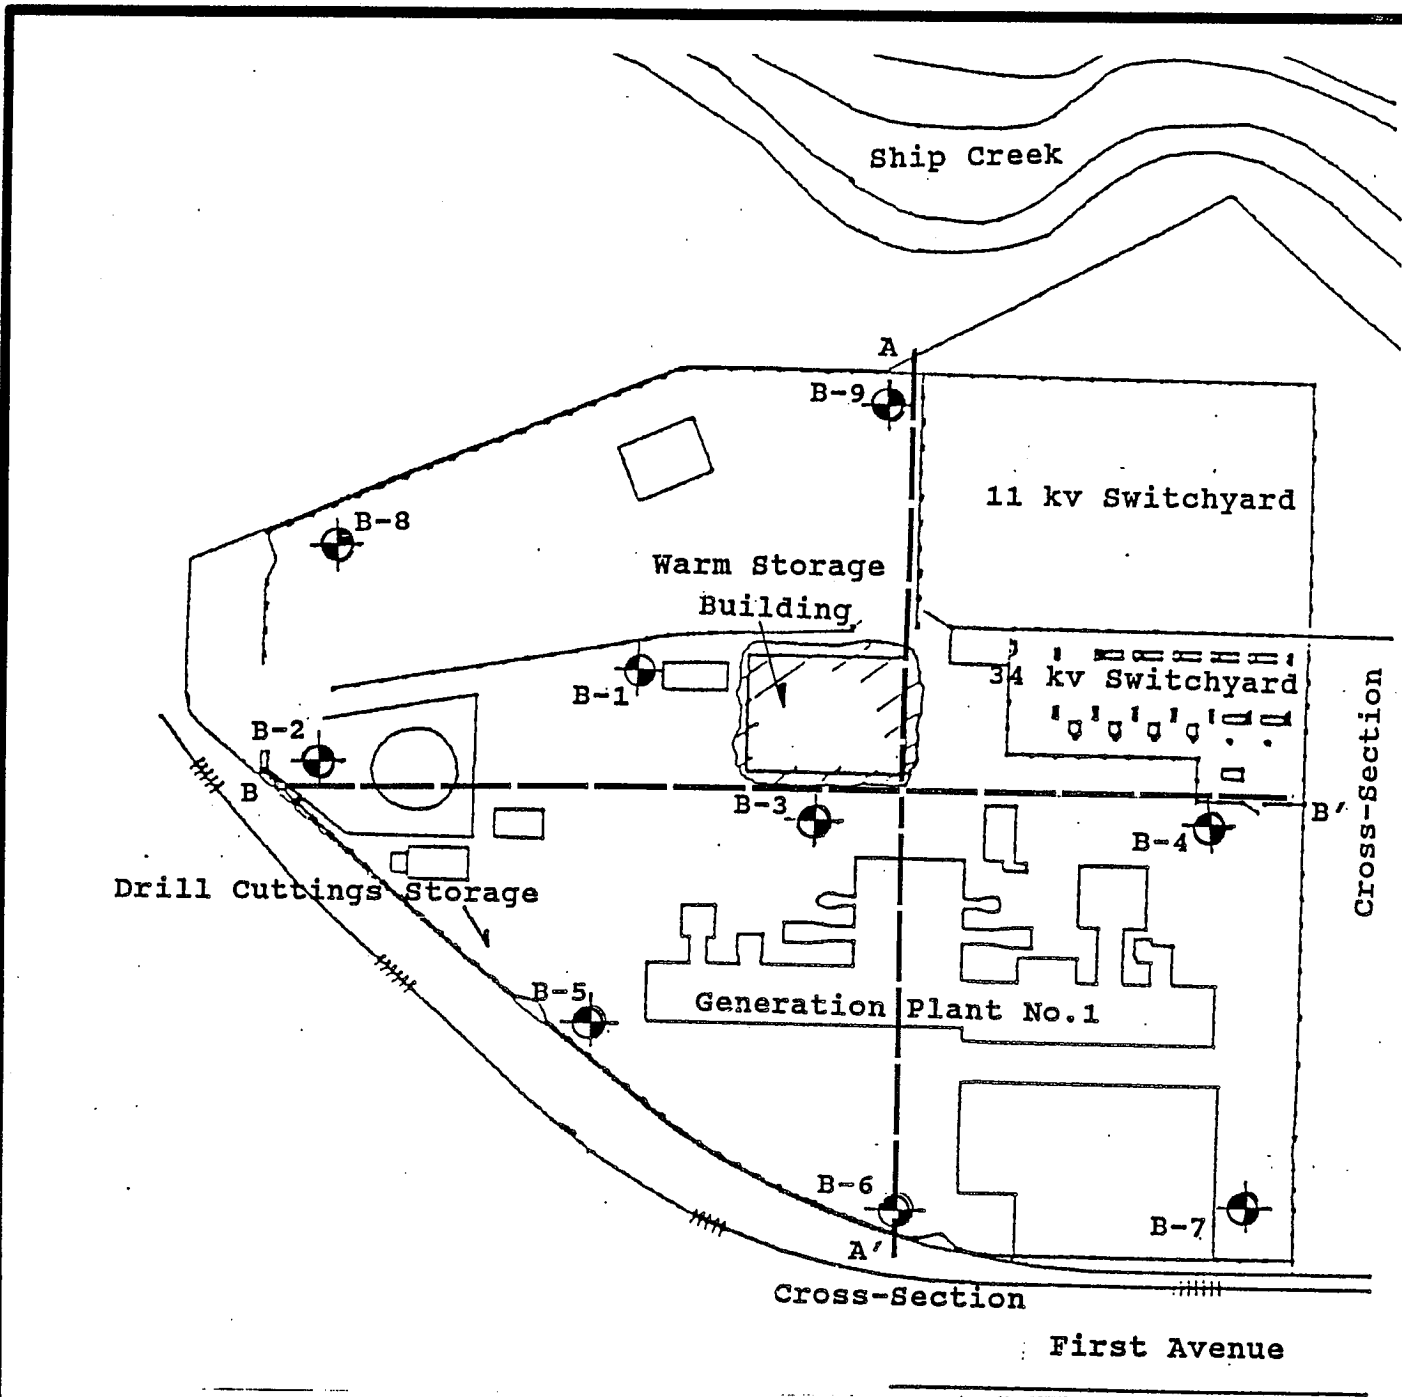 Ship Creek
A
B-9
11 kv Switchyard
B-8
Warm Storage
Building
34 kv Switchyard
B-1
B-2
Cross-Section
B
B-3
B'
B-4
Drill Cuttings Storage
B-5
Generation Plant No.1
B-6
B-7
A'
Cross-Section
First Avenue